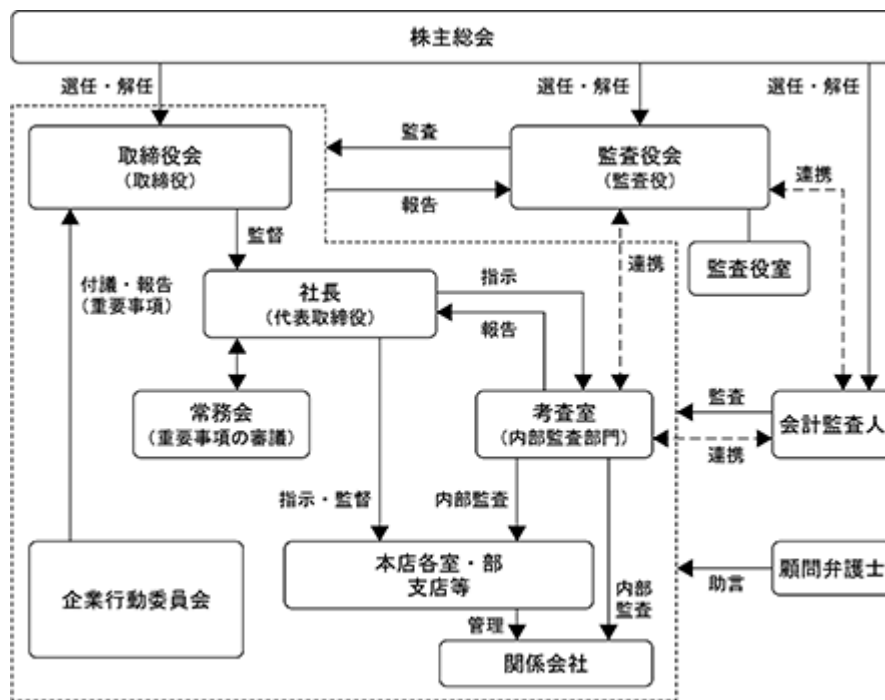 株主総会
選任・解任
選任・解任
選任・解任
取締役会
(取締役)
監査
報告
監査役会
(監査役)
連携
監査役室
監督
連携
付議・報告
(重要事項)
社長
(代表取締役)
指示
報告
常務会
(重要事項の審議)
考査室
(内部監査部門)
監査
連携
会計監査人
指示・監督
内部監査
企業行動委員会
本店各室・部
支店等
内部
監査
助言
顧問弁護士
管理
関係会社